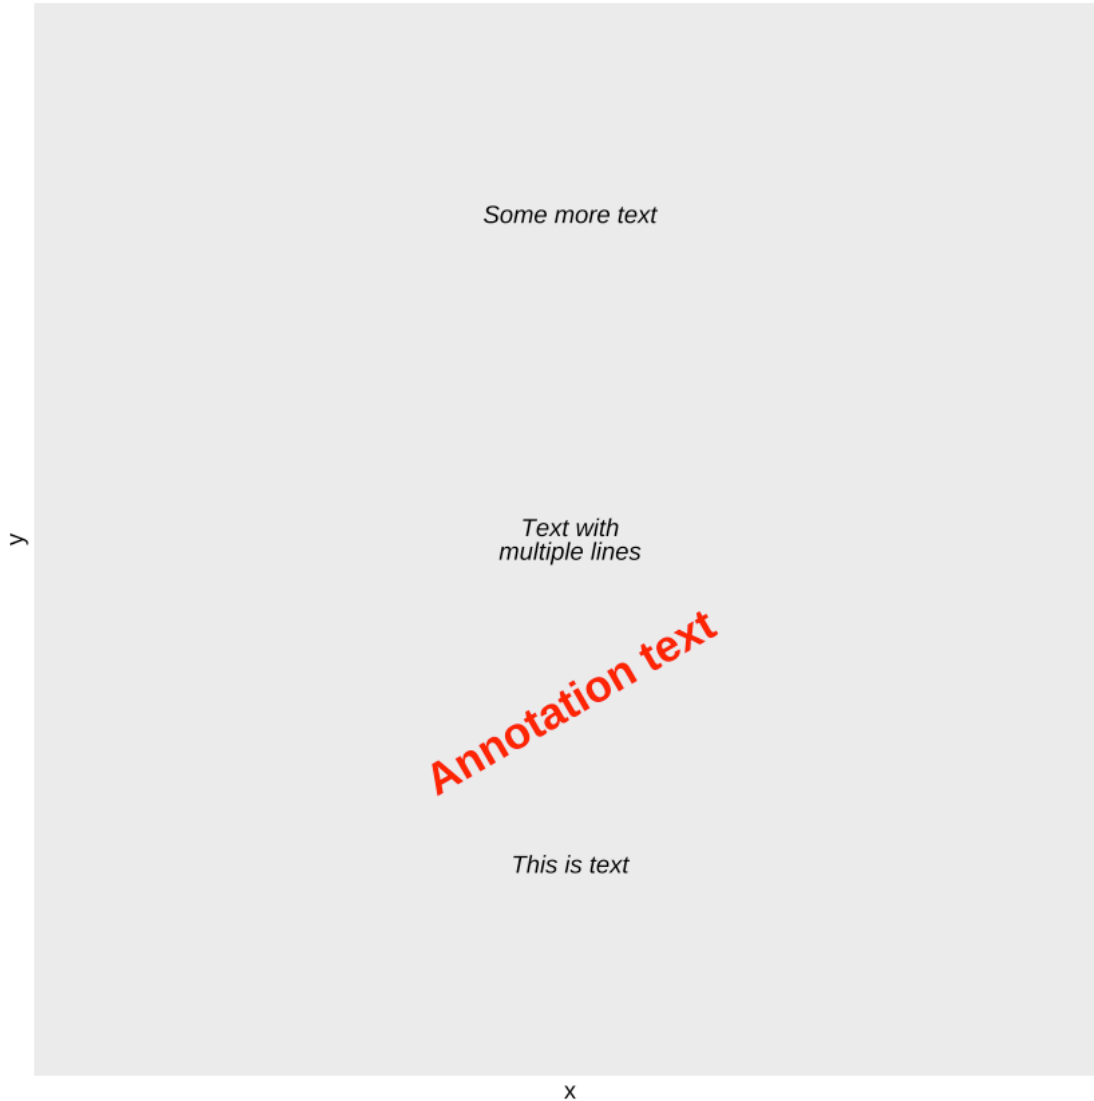 Some more text
Text with
multiple lines
y
Annotation text
This is text
x